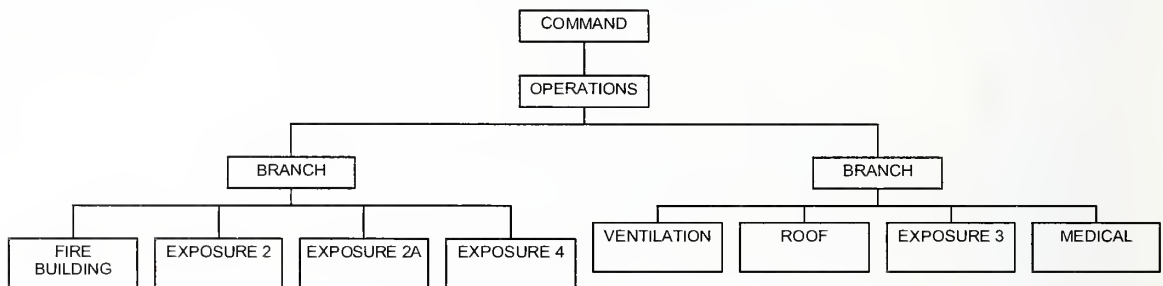 COMMAND
OPERATIONS
BRANCH
BRANCH
FIRE
BUILDING
EXPOSURE 2
EXPOSURE 2A
EXPOSURE 4
VENTILATION
ROOF
EXPOSURE 3
MEDICAL